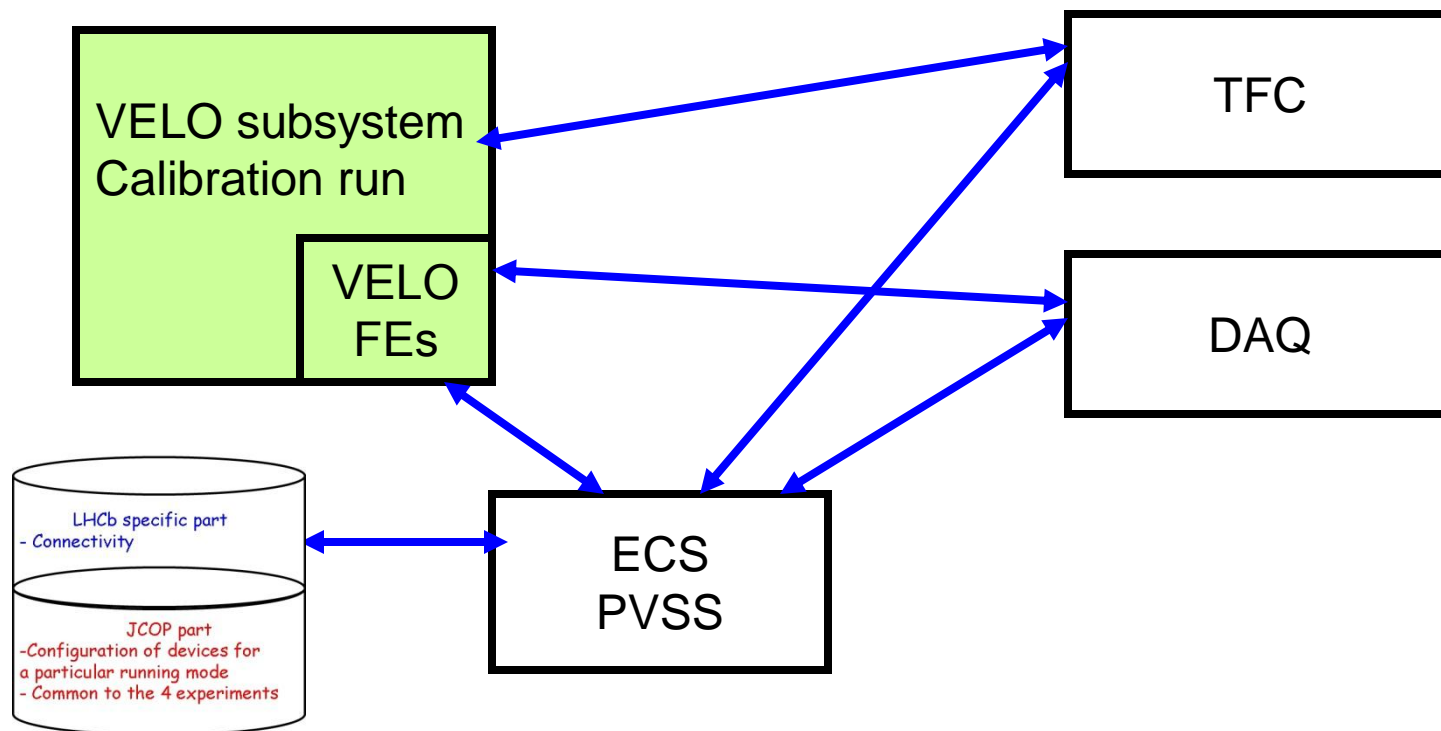 VELO subsystem
Calibration run
VELO
FEs
TFC
DAQ
ECS
PVSS
LHCb specific part
- Connectivity
JCOP part
-Configuration of devices for
a particular running mode
- Common to the 4 experiments